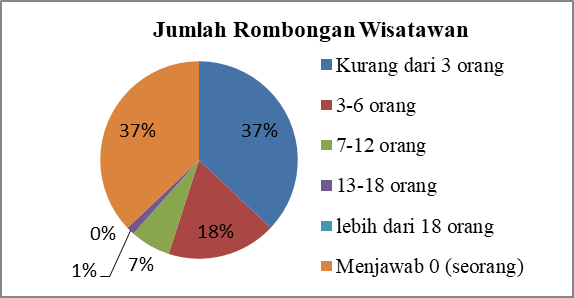 Jumlah Rombongan Wisatawan
37%
37%
18%
7%
1%
0%
Kurang dari 3 orang
3-6 orang
7-12 orang
13-18 orang
lebih dari 18 orang
Menjawab 0 (seorang)